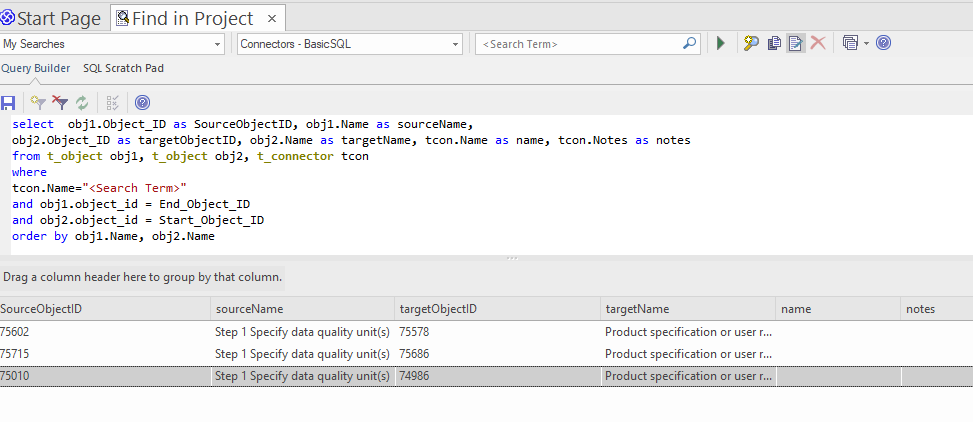 Start Page Find in Project ×
My Searches Connectors - BasicSQL <Search Term>
Query Builder SQL Scratch Pad
select obj1.Object_ID as SourceObjectID, obj1.Name as sourceName,
obj2.Object_ID as targetObjectID, obj2.Name as targetName, tcon.Name as name, tcon.Notes as notes
from t_object obj1, t_object obj2, t_connector tcon
where
tcon.Name="<Search Term>"
and obj1.object_id = End_Object_ID
and obj2.object_id = Start_Object_ID
order by obj1.Name, obj2.Name
Drag a column header here to group by that column.
SourceObjectID sourceName targetObjectID targetName name notes
75602 Step 1 Specify data quality unit(s) 75578 Product specification or user r...
75715 Step 1 Specify data quality unit(s) 75686 Product specification or user r...
75010 Step 1 Specify data quality unit(s) 74986 Product specification or user r...